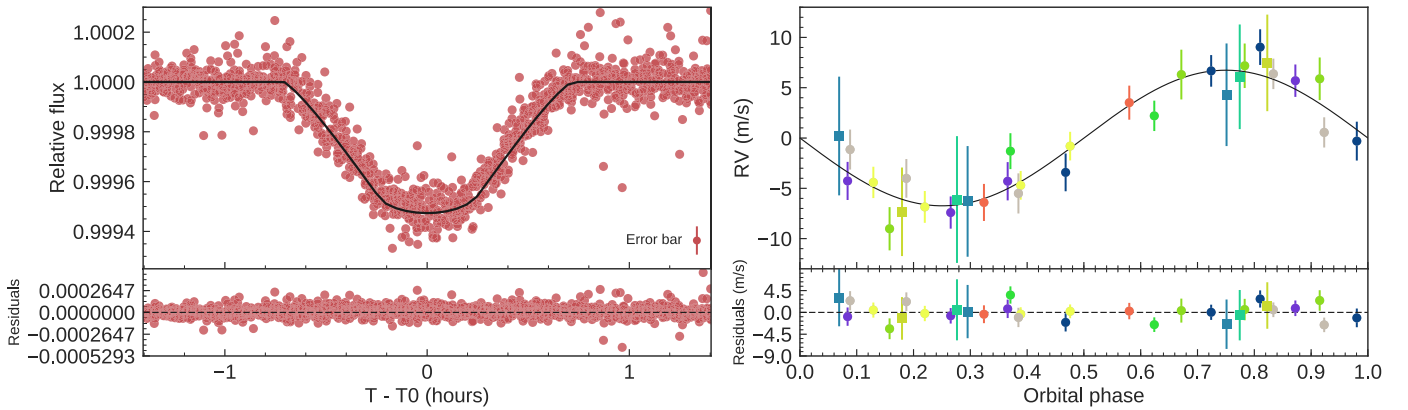 1.0002
1.0000
0.9998
0.9996
0.9994
Relative flux
Error bar
0.0002647
0.0000000
−0.0002647
−0.0005293
Residuals
−1
0
1
T - T0 (hours)
10
5
0
−5
−10
RV (m/s)
4.5
0.0
−4.5
−9.0
Residuals (m/s)
0.0 0.1 0.2 0.3 0.4 0.5 0.6 0.7 0.8 0.9 1.0
Orbital phase